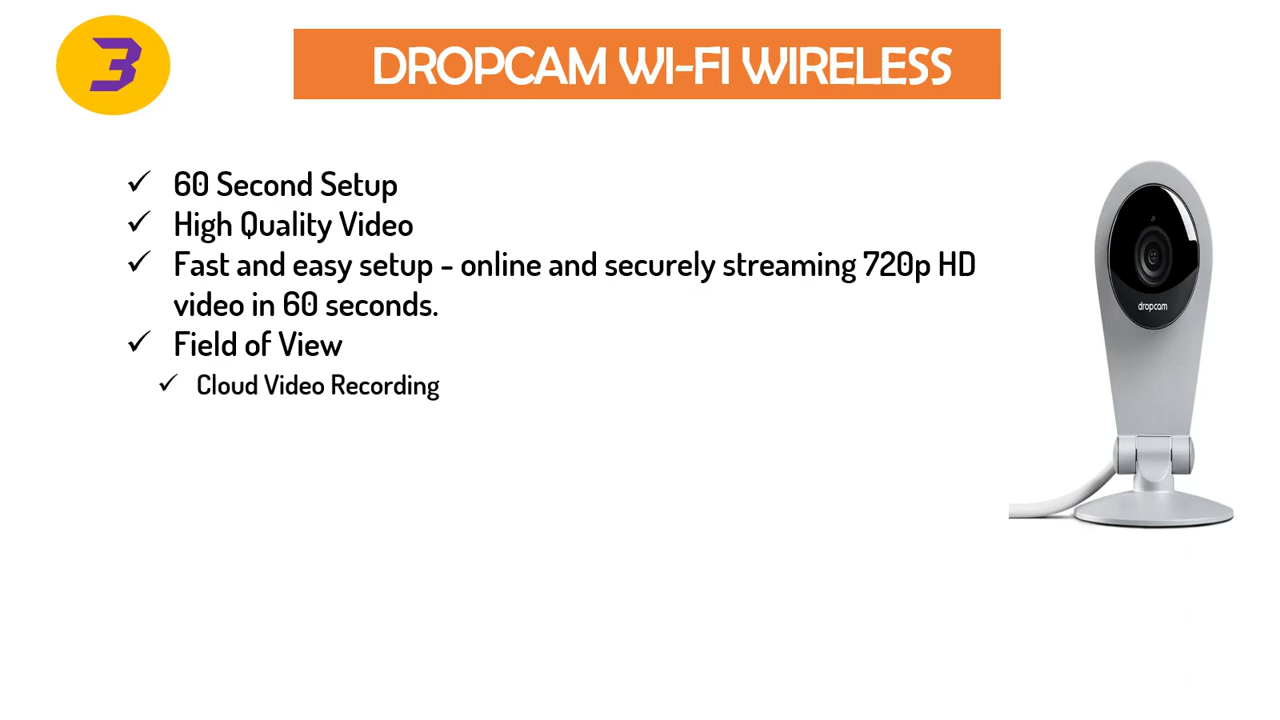 3
DROPCAM WI-FI WIRELESS
✓ 60 Second Setup
✓ High Quality Video
✓ Fast and easy setup - online and securely streaming 720p HD
video in 60 seconds.
✓ Field of View
✓ Cloud Video Recording
dropcam